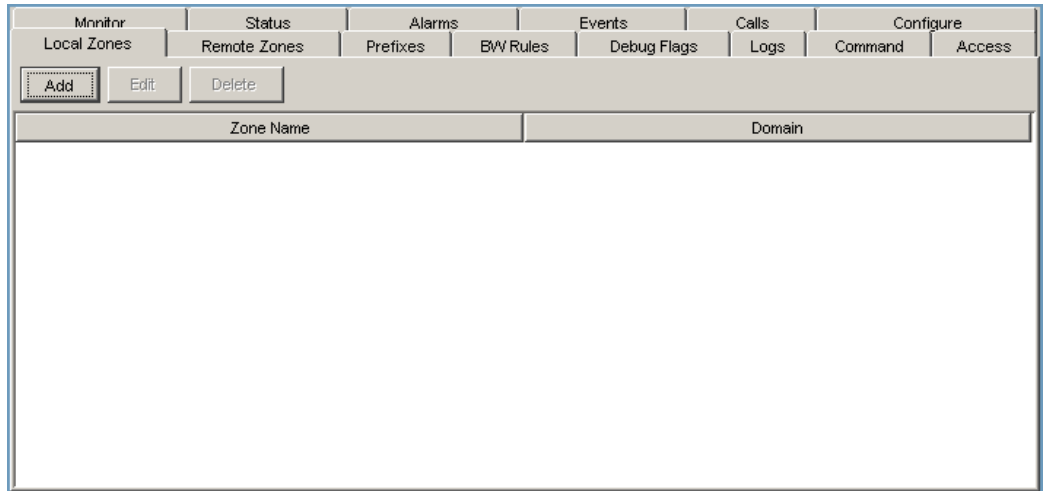 Monitor Status Alarms Events Calls Configure
Local Zones Remote Zones Prefixes BW Rules Debug Flags Logs Command Access
Add Edit Delete
Zone Name Domain